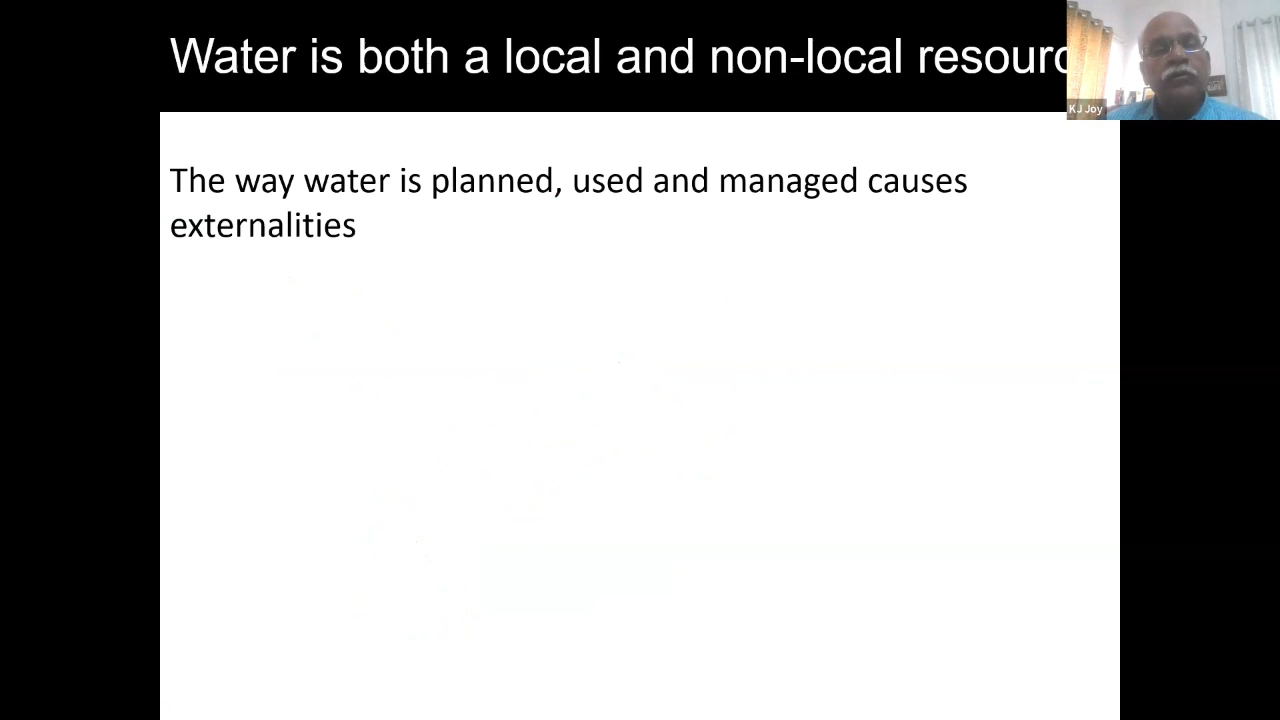 Water is both a local and non-local resourc
KJ Joy
The way water is planned, used and managed causes
externalities